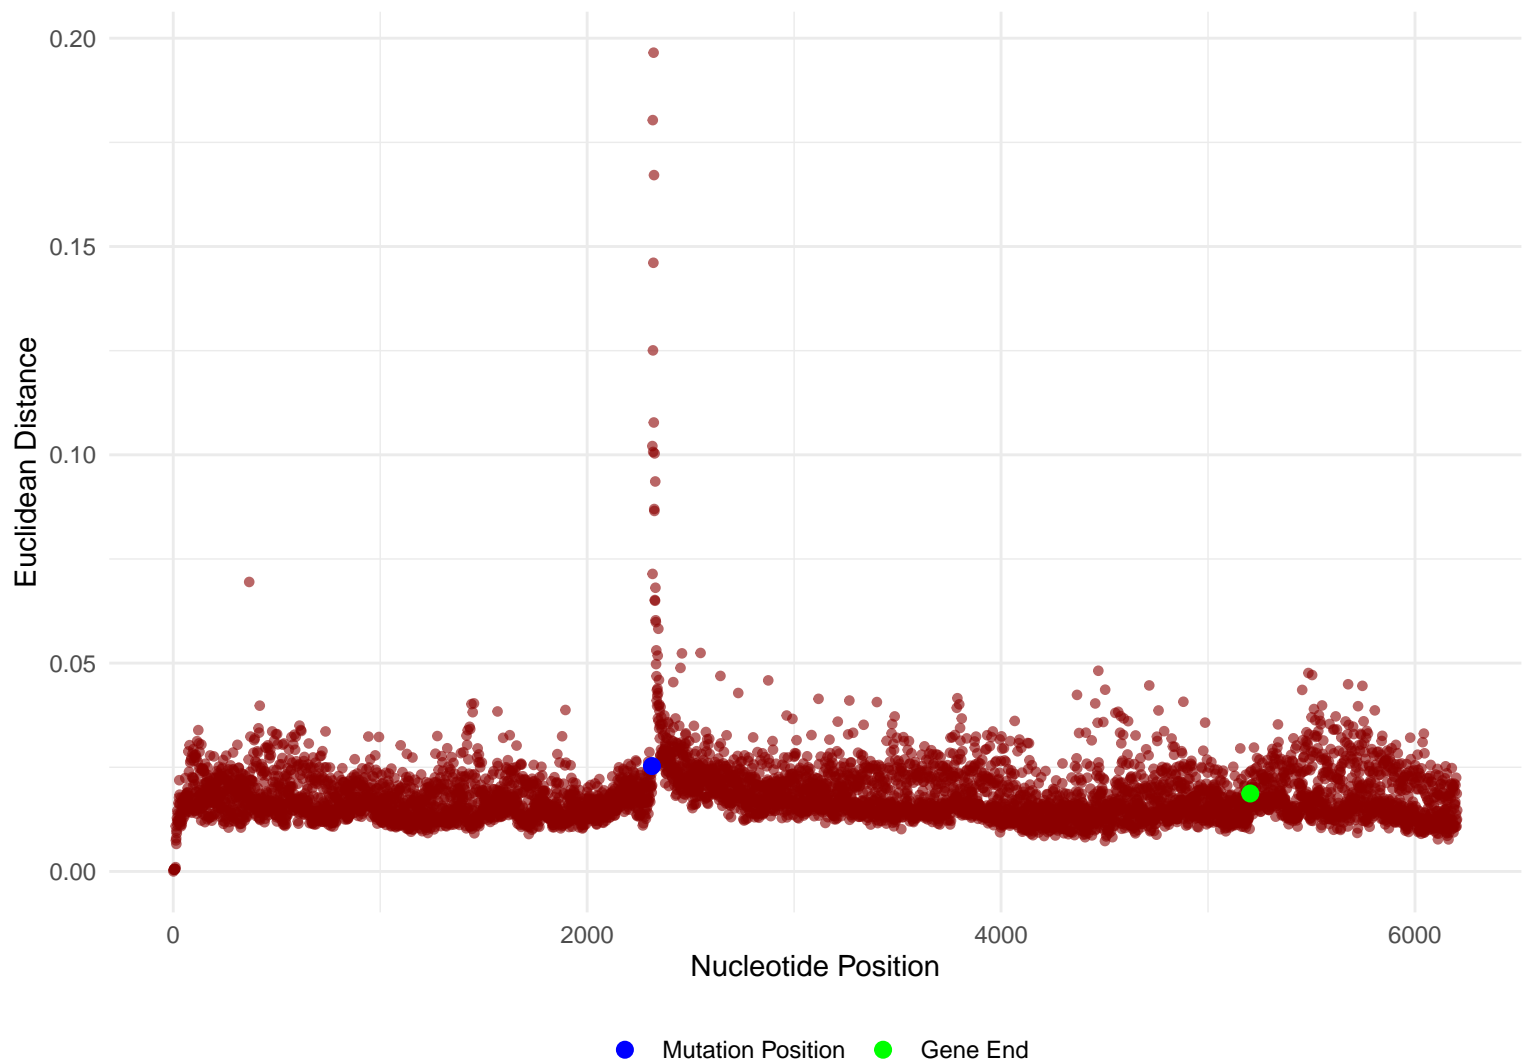 0.20
0.15
0.10
0.05
0.00
Euclidean Distance
0 2000 4000 6000
Nucleotide Position
Mutation Position Gene End